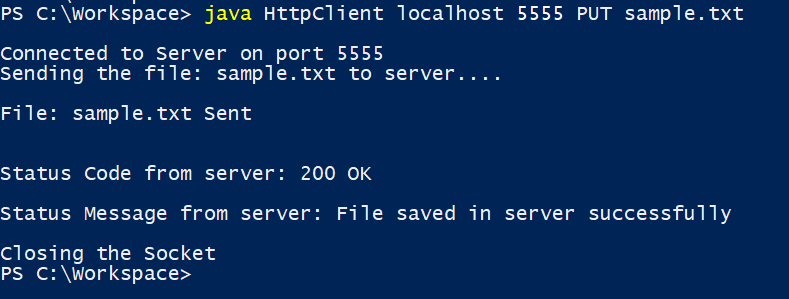 PS C:\Workspace> java HttpClient localhost 5555 PUT sample.txt
Connected to Server on port 5555
Sending the file: sample.txt to server....
File: sample.txt Sent
Status Code from server: 200 OK
Status Message from server: File saved in server successfully
Closing the Socket
PS C:\Workspace>